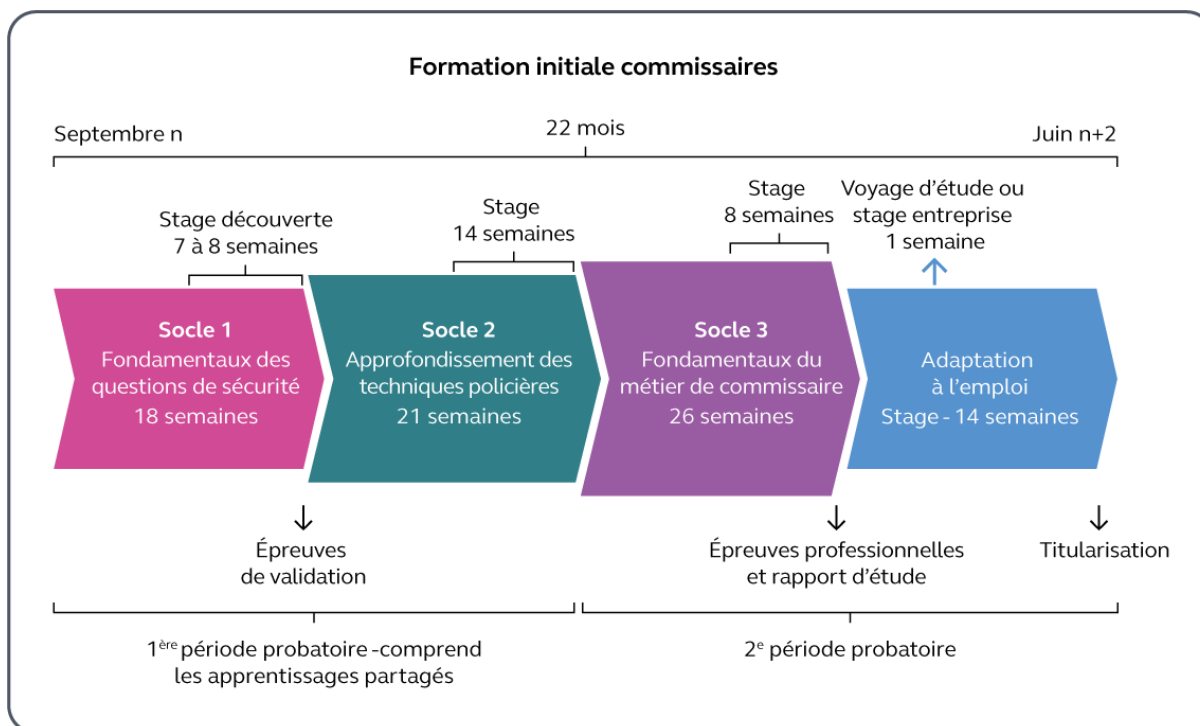 Formation initiale commissaires
Septembre n
22 mois
Juin n+2
Stage découverte
7 à 8 semaines
Stage
14 semaines
Stage
8 semaines
Voyage d'étude ou
stage entreprise
1 semaine
Socle 1
Fondamentaux des
questions de sécurité
18 semaines
Socle 2
Approfondissement des
techniques policières
21 semaines
Socle 3
Fondamentaux du
métier de commissaire
26 semaines
Adaptation
à l'emploi
Stage - 14 semaines
Épreuves
de validation
Épreuves professionnelles
et rapport d'étude
Titularisation
1ère période probatoire - comprend
les apprentissages partagés
2e période probatoire